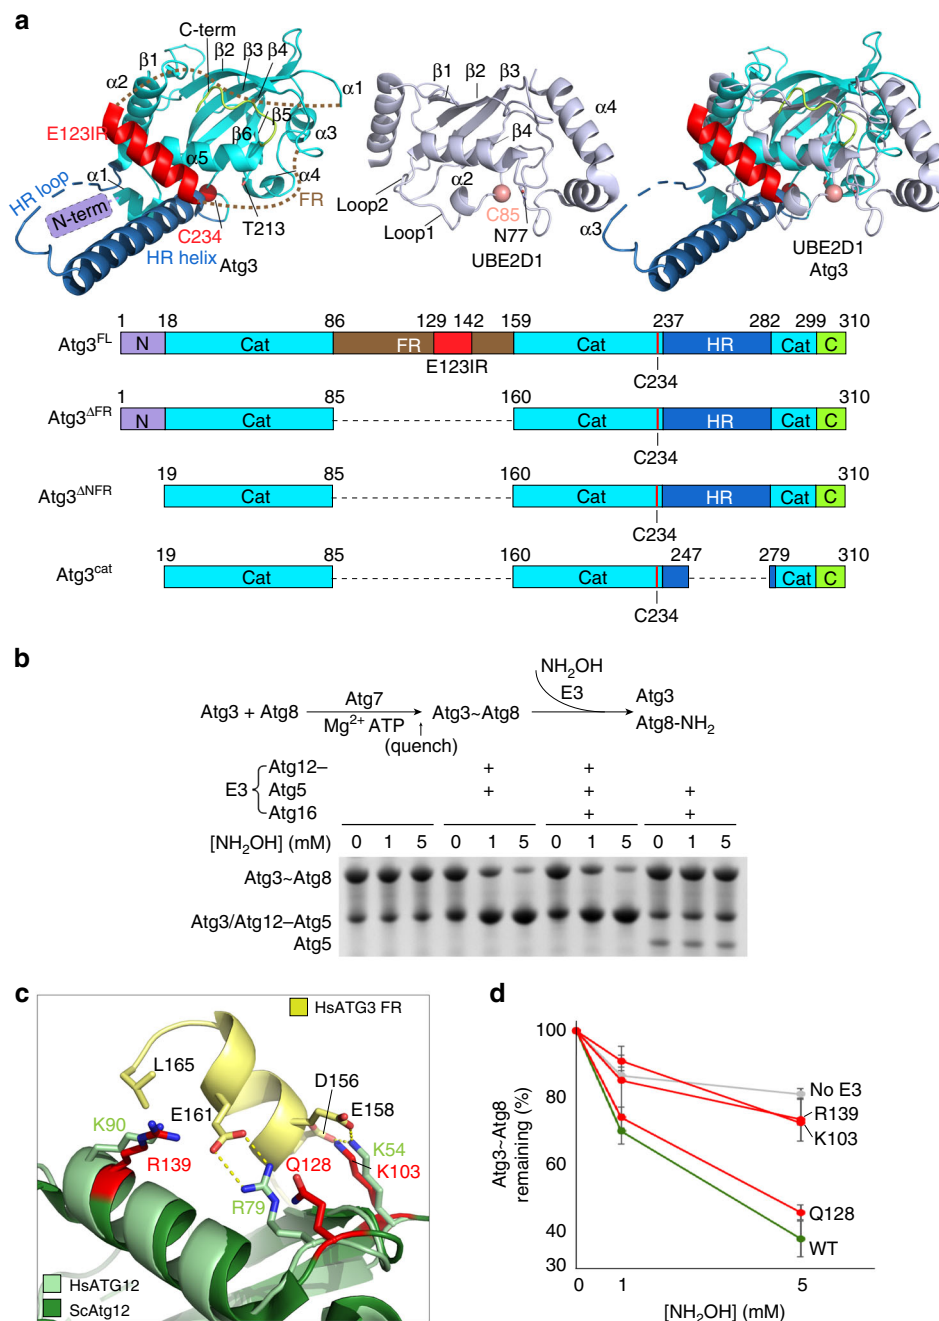 a
C-term
β1 β2 β3 β4
α2 α1
E123IR
β5
β6
α3
α5
HR loop
α1
α4
FR
N-term
T213
C234
HR helix
Atg3
β1 β2 β3
α4
β4
α2
Loop2
C85
Loop1
N77
UBE2D1
α3
UBE2D1
Atg3
1 18 86 129 142 159 237 282 299 310
Atg3FL N Cat FR Cat HR Cat C
E123IR
C234
1 85 160 310
Atg3ΔFR N Cat Cat HR Cat C
C234
19 85 160 310
Atg3ΔNFR Cat Cat HR Cat C
C234
19 85 160 247 279 310
Atg3cat Cat Cat Cat C
C234
b
NH2OH
E3
Atg3 + Atg8 Atg7 Atg3~Atg8 Atg3
Mg2+ ATP Atg8-NH2
(quench)
E3 Atg12– + +
Atg5 + + +
Atg16 + +
[NH2OH] (mM) 0 1 5 0 1 5 0 1 5 0 1 5
Atg3~Atg8
Atg3/Atg12–Atg5
Atg5
c
HsATG3 FR
L165
D156
E161 E158
K90 K54
R139 Q128 K103
R79
HsATG12
ScAtg12
d
Atg3~Atg8
remaining (%)
100
80
60
40
30
No E3
R139
K103
Q128
WT
0 1 5
[NH2OH] (mM)